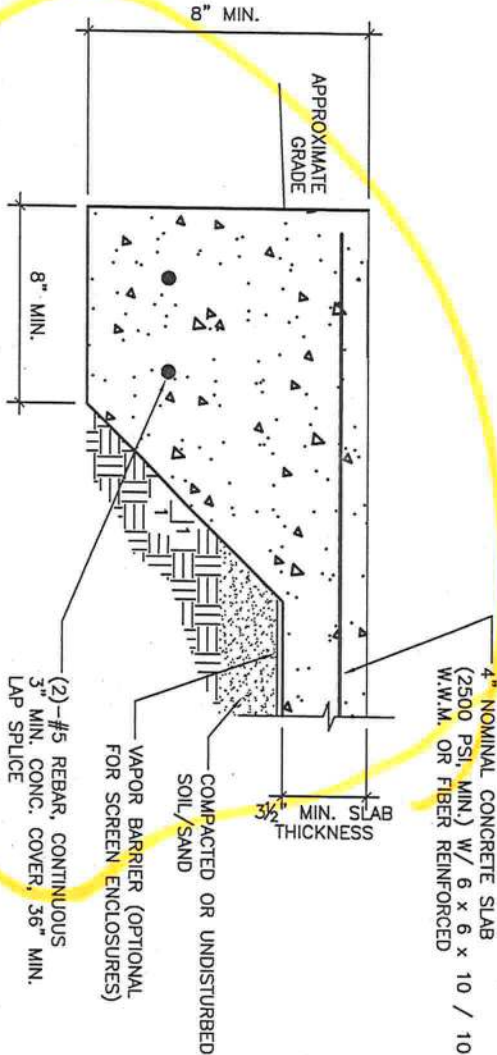 8" MIN.
APPROXIMATE
GRADE
8" MIN.
4" NOMINAL CONCRETE SLAB
(2500 PSI, MIN.) W/ 6 x 6 x 10 / 10
W.W.M. OR FIBER REINFORCED
3½" MIN. SLAB
THICKNESS
1
1
COMPACTED OR UNDISTURBED
SOIL/SAND
VAPOR BARRIER (OPTIONAL
FOR SCREEN ENCLOSURES)
(2)-#5 REBAR, CONTINUOUS
3" MIN. CONC. COVER, 36" MIN.
LAP SPLICE